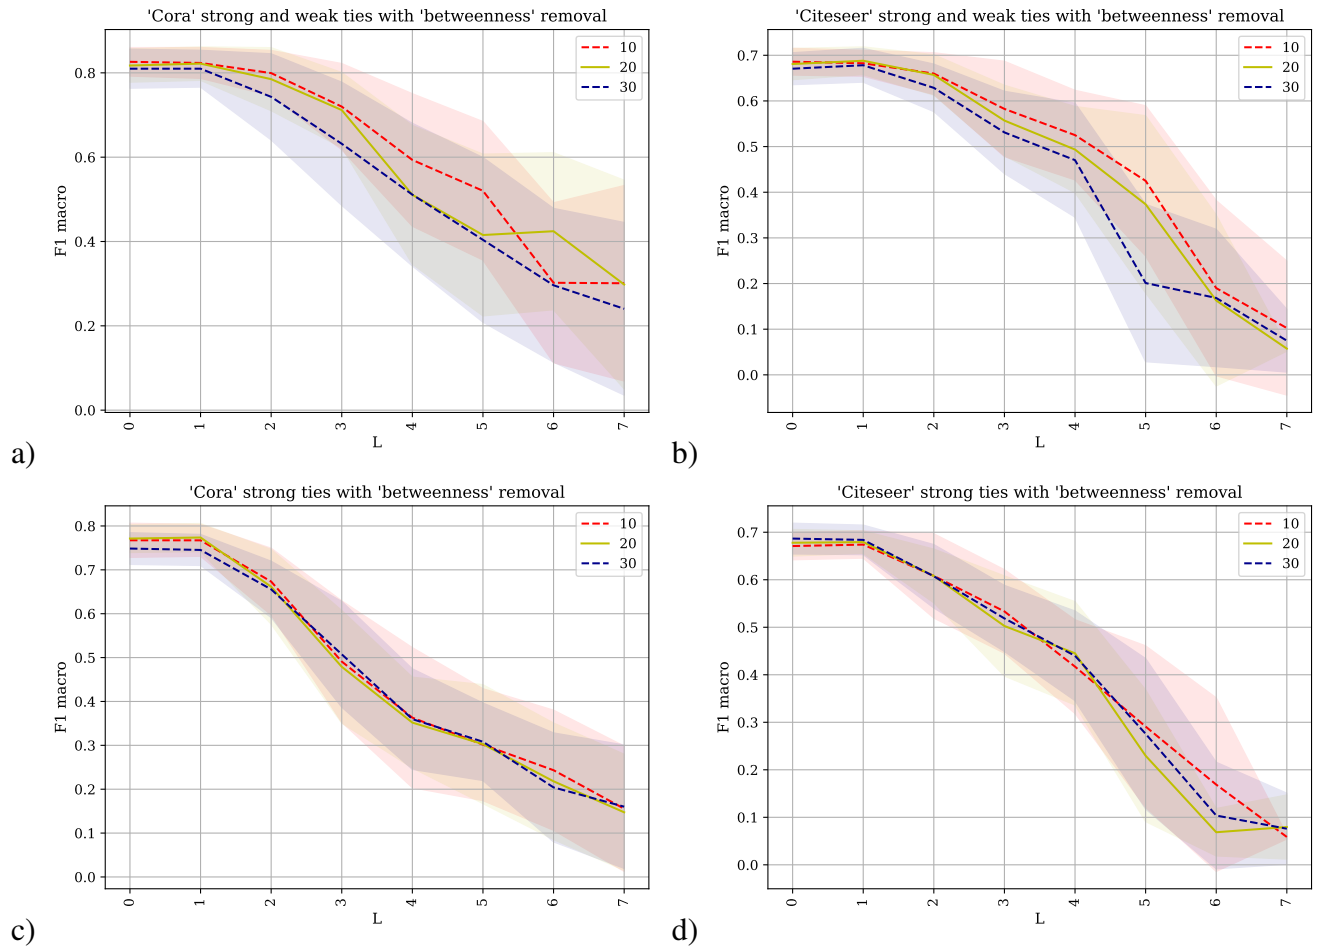 'Cora' strong and weak ties with 'betweenness' removal
F1 macro
0.8
0.6
0.4
0.2
0.0
10
20
30
0 1 2 3 4 5 6 7
L
a)
'Citeseer' strong and weak ties with 'betweenness' removal
F1 macro
0.7
0.6
0.5
0.4
0.3
0.2
0.1
0.0
10
20
30
0 1 2 3 4 5 6 7
L
b)
'Cora' strong ties with 'betweenness' removal
F1 macro
0.8
0.7
0.6
0.5
0.4
0.3
0.2
0.1
0.0
10
20
30
0 1 2 3 4 5 6 7
L
c)
'Citeseer' strong ties with 'betweenness' removal
F1 macro
0.7
0.6
0.5
0.4
0.3
0.2
0.1
0.0
10
20
30
0 1 2 3 4 5 6 7
L
d)